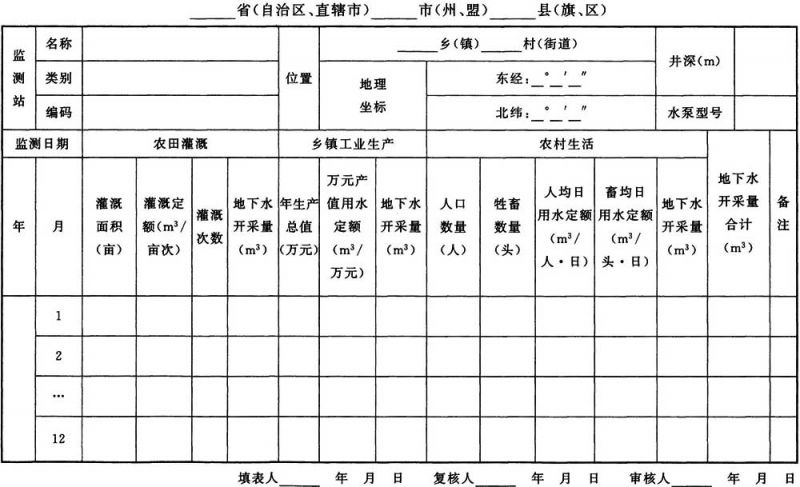 ______省(自治区、直辖市)______市(州、盟)______县(旗、区)
监测站 名称 位置 ______乡(镇)______村(街道) 井深(m)
类别 地理坐标 东经:__°__′__″
编码 北纬:__°__′__″ 水泵型号
监测日期 农田灌溉 乡镇工业生产 农村生活 地下水开采量合计(m³) 备注
年 月 灌溉面积(亩) 灌溉定额(m³/亩次) 灌溉次数 地下水开采量(m³) 年生产总值(万元) 万元产值用水定额(m³/万元) 地下水开采量(m³) 人口数量(人) 牲畜数量(头) 人均日用水定额(m³/人·日) 畜均日用水定额(m³/头·日) 地下水开采量(m³)
1
2
…
12
填表人_____ 年 月 日 复核人_____ 年 月 日 审核人_____ 年 月 日